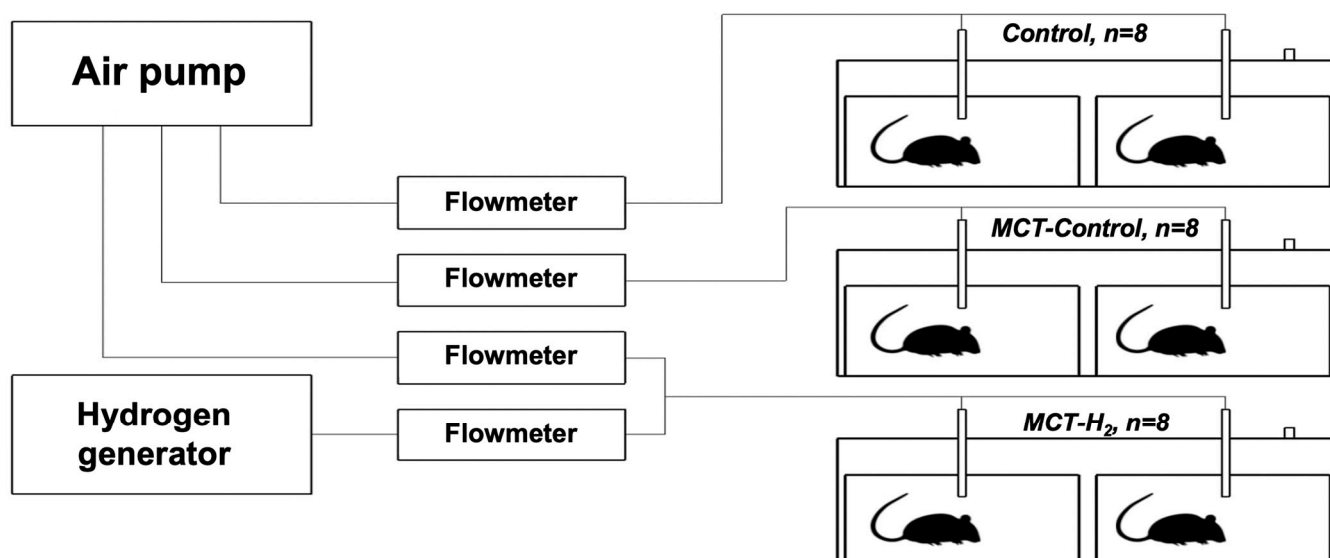 Air pump
Control, n=8
Flowmeter
MCT-Control, n=8
Flowmeter
Flowmeter
Hydrogen
generator
Flowmeter
MCT-H₂, n=8